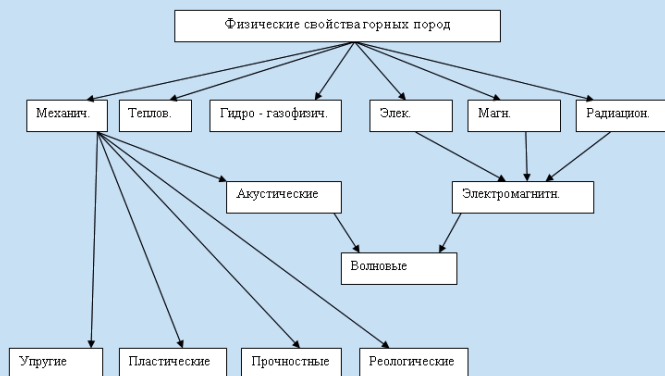 Физические свойства горных пород
Механич.
Теплов.
Гидро - газофизич.
Элек.
Магн.
Радиацион.
Акустические
Электромагнитн.
Волновые
Упругие
Пластические
Прочностные
Реологические